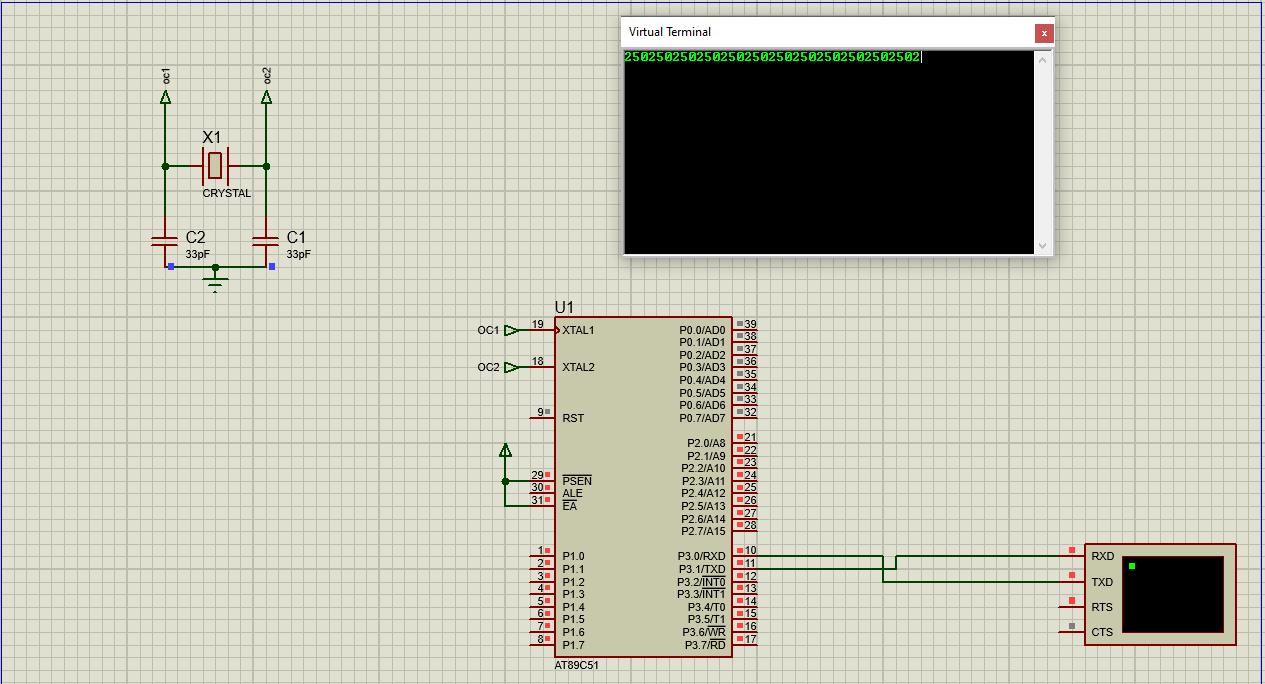 Virtual Terminal
x
2502502502502502502502502502502502502
oc1
oc2
X1
CRYSTAL
C2
33pF
C1
33pF
U1
OC1
19
XTAL1
OC2
18
XTAL2
9
RST
29
PSEN
30
ALE
31
EA
1
P1.0
2
P1.1
3
P1.2
4
P1.3
5
P1.4
6
P1.5
7
P1.6
8
P1.7
P0.0/AD0
39
P0.1/AD1
38
P0.2/AD2
37
P0.3/AD3
36
P0.4/AD4
35
P0.5/AD5
34
P0.6/AD6
33
P0.7/AD7
32
P2.0/A8
21
P2.1/A9
22
P2.2/A10
23
P2.3/A11
24
P2.4/A12
25
P2.5/A13
26
P2.6/A14
27
P2.7/A15
28
P3.0/RXD
10
P3.1/TXD
11
P3.2/INT0
12
P3.3/INT1
13
P3.4/T0
14
P3.5/T1
15
P3.6/WR
16
P3.7/RD
17
AT89C51
RXD
TXD
RTS
CTS